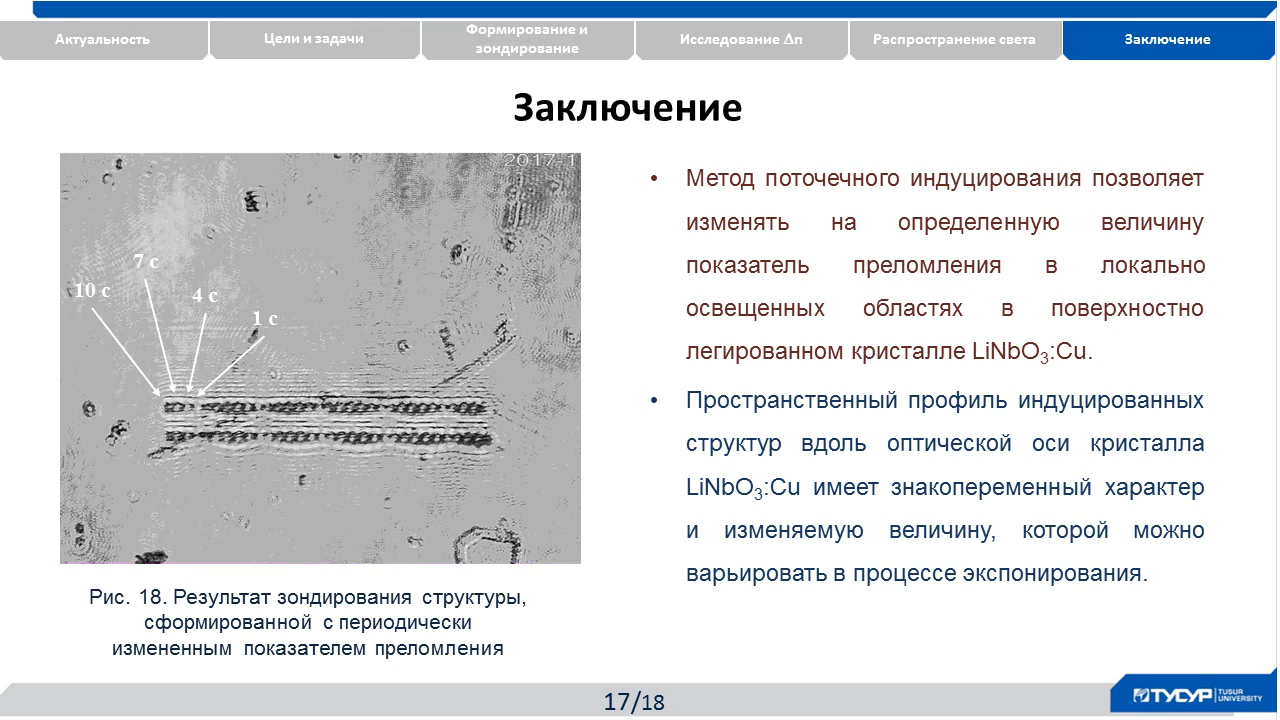 Актуальность
Цели и задачи
Формирование и
зондирование
Исследование Δn
Распространение света
Заключение
Заключение
2017-1
7 с
10 с
4 с
1 с
Рис. 18. Результат зондирования структуры,
сформированной с периодически
измененным показателем преломления
• Метод поточечного индуцирования позволяет
изменять на определенную величину
показатель преломления в локально
освещенных областях в поверхностно
легированном кристалле LiNbO₃:Cu.
• Пространственный профиль индуцированных
структур вдоль оптической оси кристалла
LiNbO₃:Cu имеет знакопеременный характер
и изменяемую величину, которой можно
варьировать в процессе экспонирования.
17/18
ТУСУР
TUSUR
UNIVERSITY